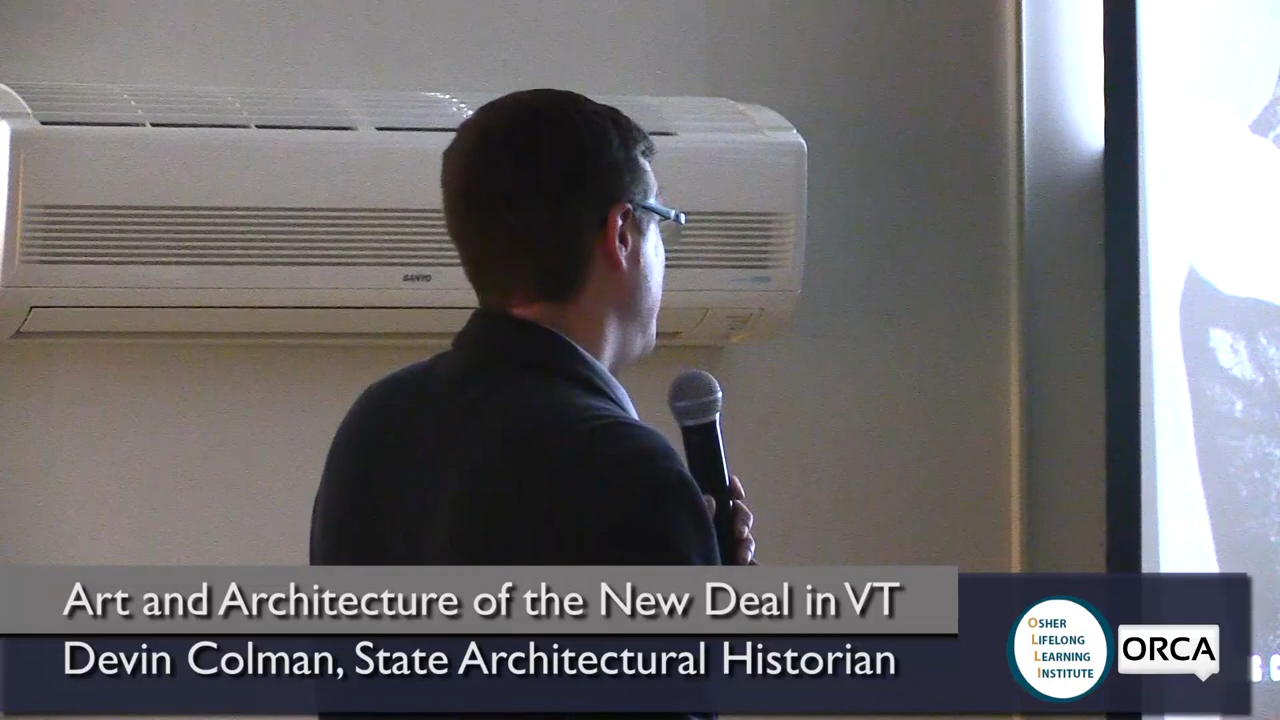 SANYO
Art and Architecture of the New Deal in VT
Devin Colman, State Architectural Historian
OSHER
LIFELONG
LEARNING
INSTITUTE
ORCA